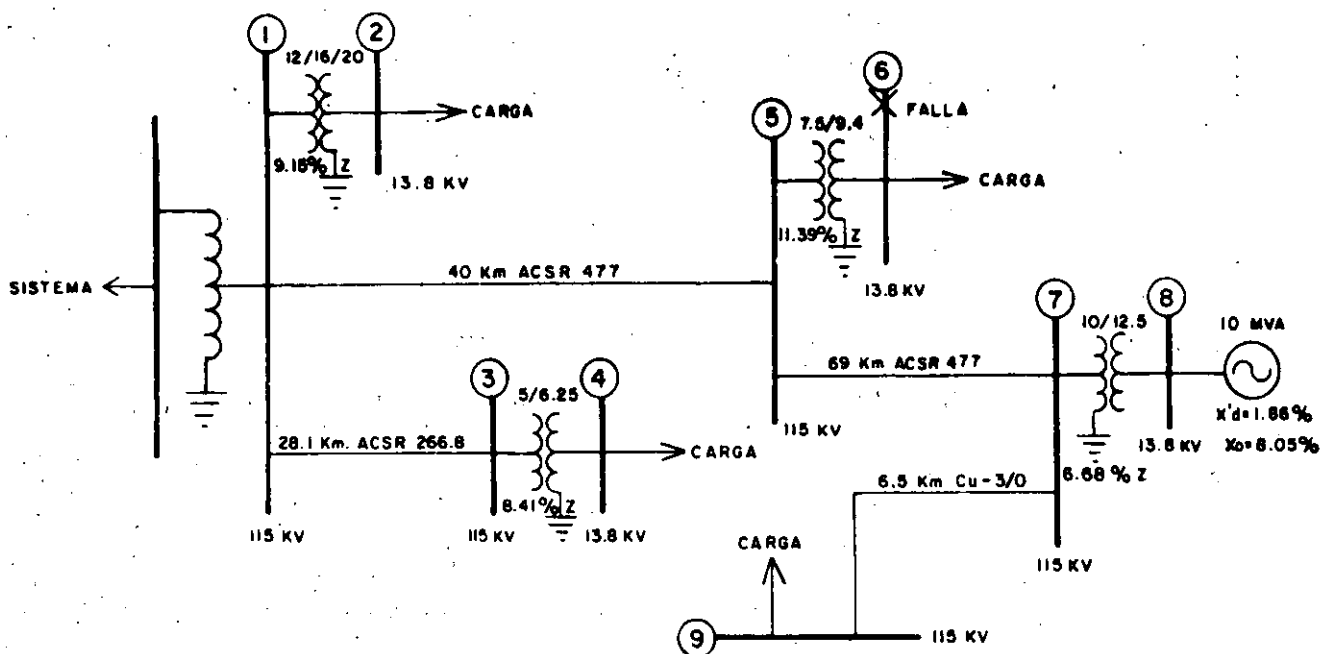 1
2
12/16/20
CARGA
9.15% Z
13.8 KV
6
FALLA
5
7.5/9.4
CARGA
11.39% Z
13.8 KV
SISTEMA
40 Km ACSR 477
7
8
10/12.5
10 MVA
69 Km ACSR 477
X'd=1.86%
Xo=6.05%
3
4
5/6.25
115 KV
13.8 KV
28.1 Km. ACSR 266.8
CARGA
6.68% Z
6.5 Km Cu-3/0
8.41% Z
115 KV
115 KV
13.8 KV
115 KV
CARGA
9
115 KV